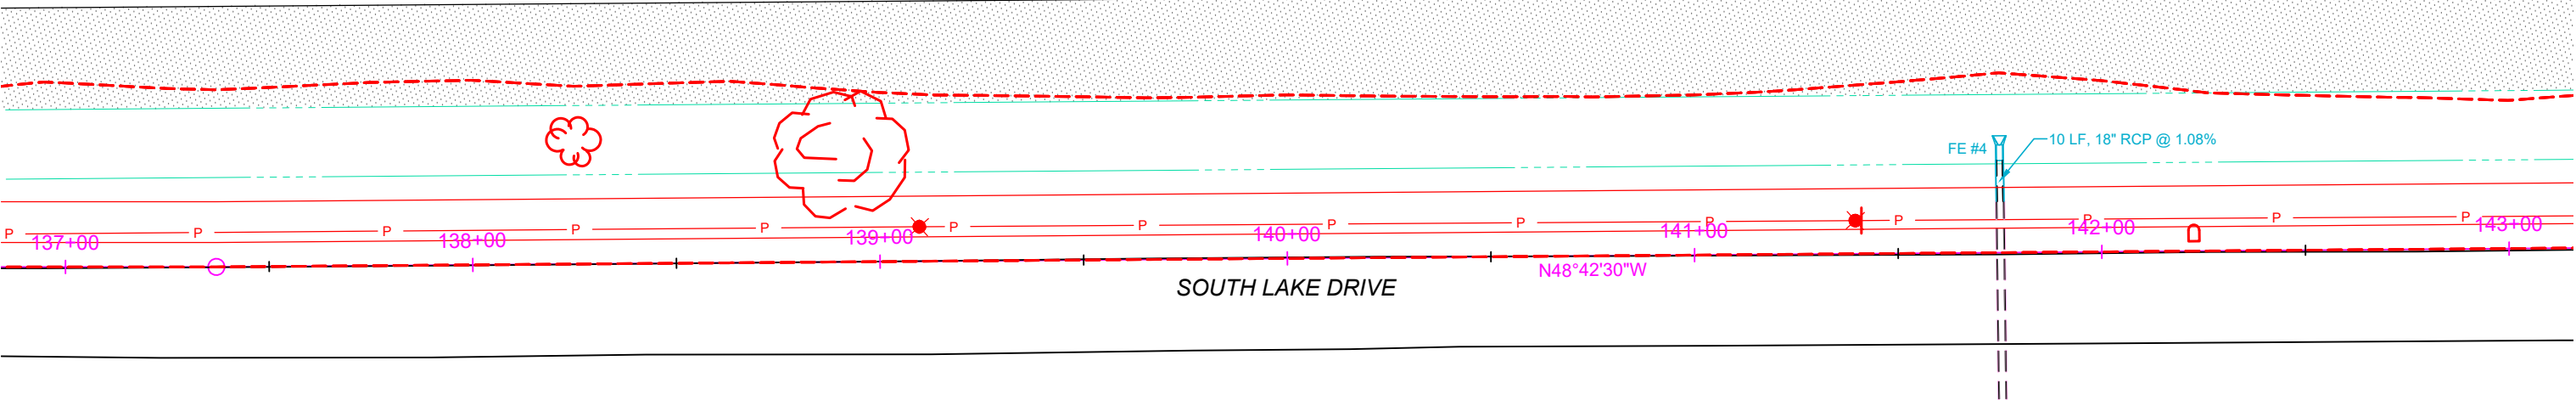 FE #4
10 LF, 18" RCP @ 1.08%
P P P P P P P P P P P P P P
137+00 138+00 139+00 140+00 141+00 142+00 143+00
N48°42'30"W
SOUTH LAKE DRIVE